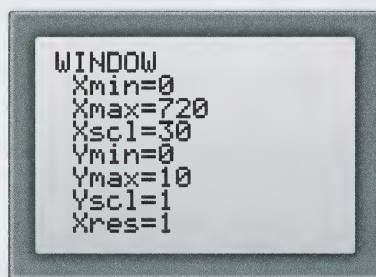 WINDOW
Xmin=0
Xmax=720
Xscl=30
Ymin=0
Ymax=10
Yscl=1
Xres=1